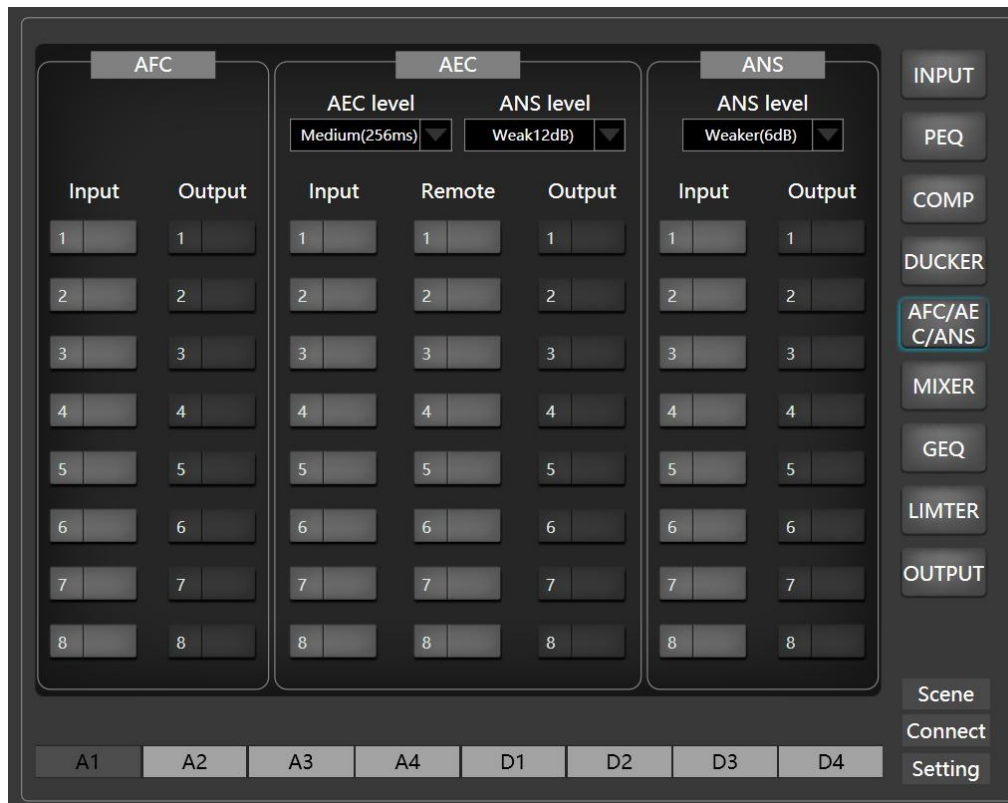 AFC AEC ANS
AEC level ANS level ANS level
Medium(256ms) Weak12dB) Weaker(6dB)
Input Output Input Remote Output Input Output
1 1 1 1 1 1 1
2 2 2 2 2 2 2
3 3 3 3 3 3 3
4 4 4 4 4 4 4
5 5 5 5 5 5 5
6 6 6 6 6 6 6
7 7 7 7 7 7 7
8 8 8 8 8 8 8
INPUT
PEQ
COMP
DUCKER
AFC/AE
C/ANS
MIXER
GEQ
LIMTER
OUTPUT
Scene
Connect
Setting
A1 A2 A3 A4 D1 D2 D3 D4